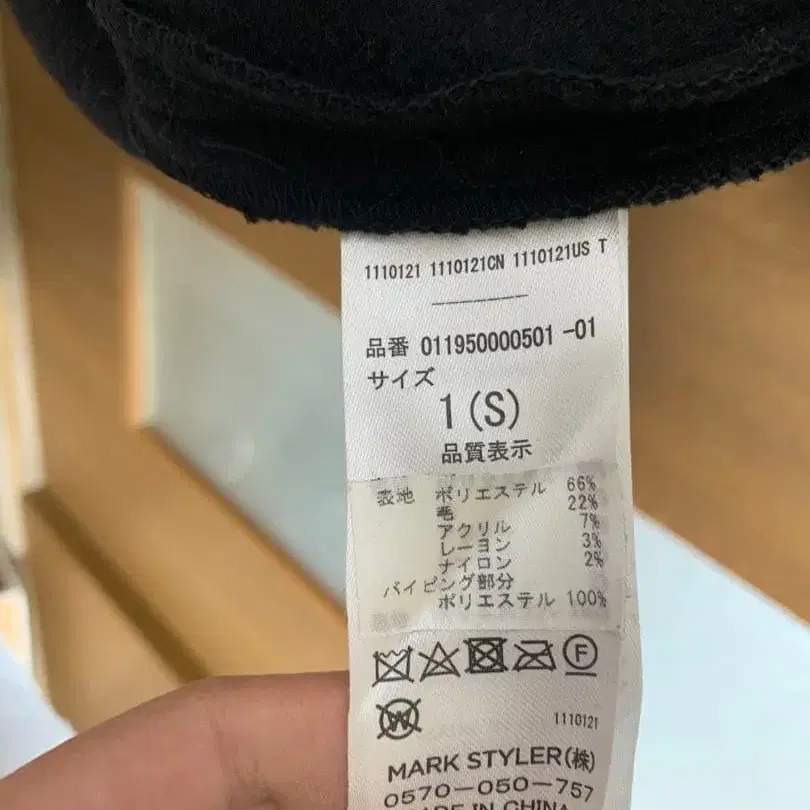 1110121 1110121CN 1110121US T
品番 011950000501 -01
サイズ
1(S)
品質表示
表地 ポリエステル 66%
毛 22%
アクリル 7%
レーヨン 3%
ナイロン 2%
パイピング部分
ポリエステル 100%
F
W
1110121
MARK STYLER(株)
0570-050-757
MADE IN CHINA